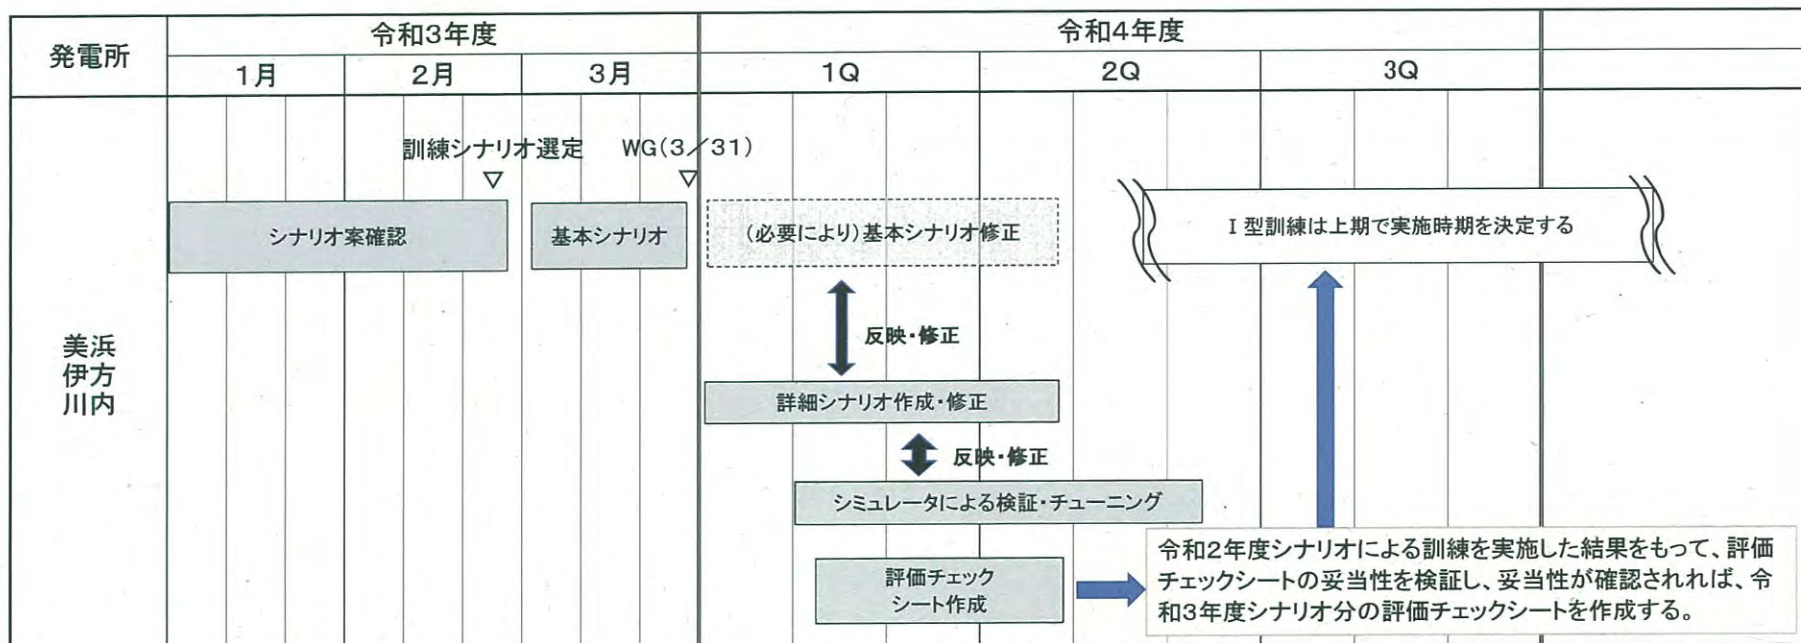 発電所
令和3年度
令和4年度
1月
2月
3月
1Q
2Q
3Q
訓練シナリオ選定
WG(3/31)
▽
▽
シナリオ案確認
基本シナリオ
(必要により)基本シナリオ修正
Ⅰ型訓練は上期で実施時期を決定する
反映・修正
美浜
伊方
川内
詳細シナリオ作成・修正
反映・修正
シミュレータによる検証・チューニング
評価チェック
シート作成
令和2年度シナリオによる訓練を実施した結果をもって、評価
チェックシートの妥当性を検証し、妥当性が確認されれば、令
和3年度シナリオ分の評価チェックシートを作成する。